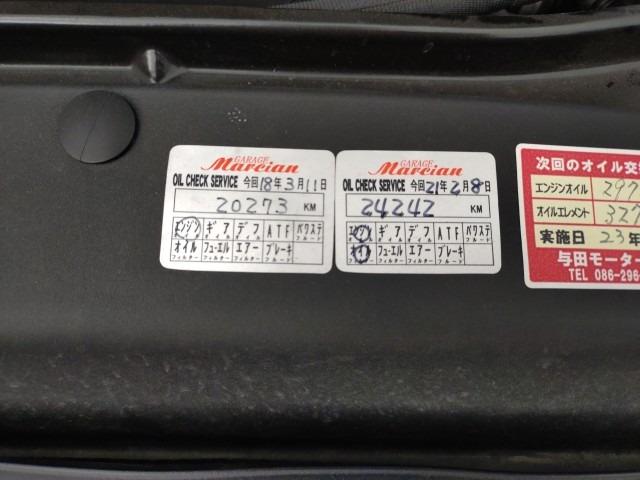 GARAGE
Marcian
OIL CHECK SERVICE 今回18年3月11日
20273 KM
エンジン ギア デフ ATF パワステ
フルード
オイル フュ-エル エアー ブレーキ
フィルター フィルター フィルター フルード
GARAGE
Marcian
OIL CHECK SERVICE 今回21年2月8日
24242 KM
エンジン ギア デフ ATF パワステ
フルード
オイル フュ-エル エアー ブレーキ
フィルター フィルター フィルター フルード
次回のオイル交
エンジンオイル 297
オイルエレメント 327
実施日 23年
与田モーター
TEL 086-296-